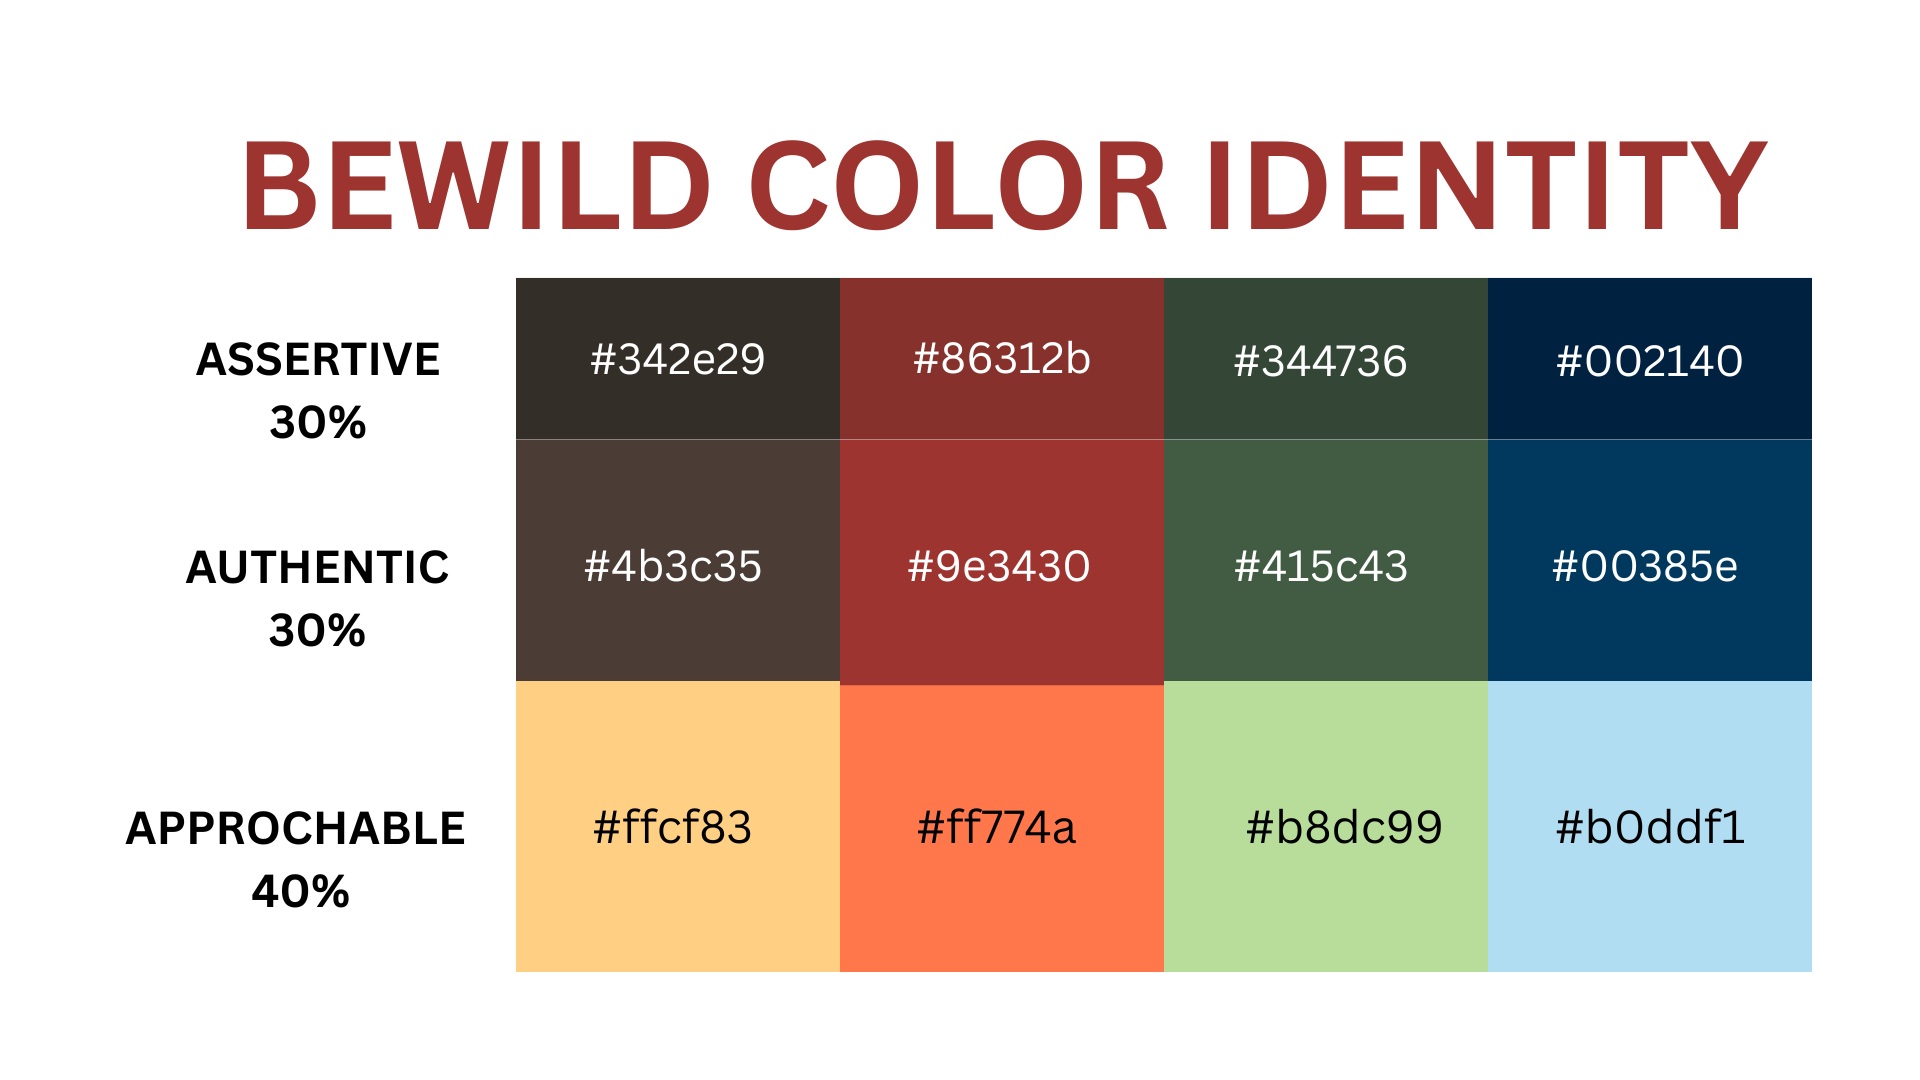 BEWILD COLOR IDENTITY
ASSERTIVE
30%
#342e29 #86312b #344736 #002140
AUTHENTIC
30%
#4b3c35 #9e3430 #415c43 #00385e
APPROCHABLE
40%
#ffcf83 #ff774a #b8dc99 #b0ddf1